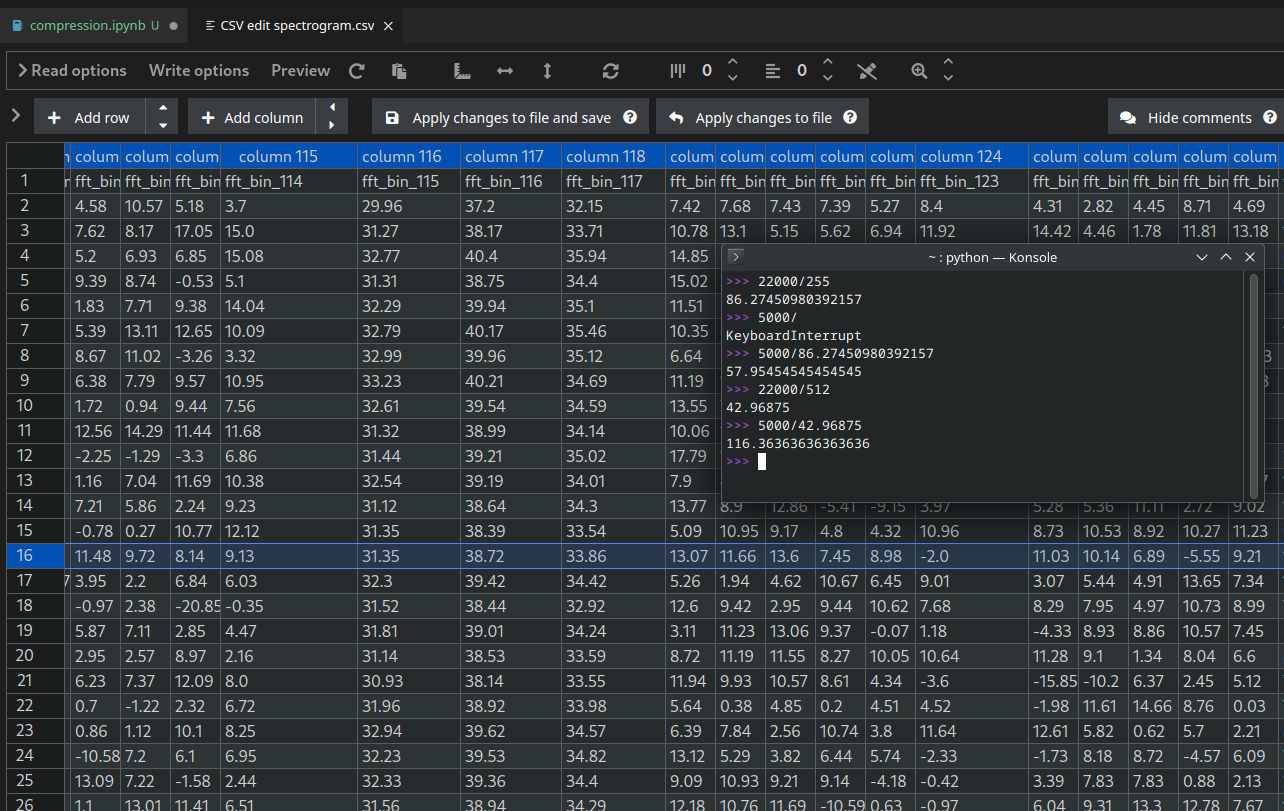 compression.ipynb U ● CSV edit spectrogram.csv
Read options Write options Preview 0 0
Add row Add column Apply changes to file and save Apply changes to file Hide comments
colum colum colum column 115 column 116 column 117 column 118 colum colum colum colum colum column 124 colum colum colum colum colum
1 fft_bin fft_bin fft_bin fft_bin_114 fft_bin_115 fft_bin_116 fft_bin_117 fft_bin fft_bin fft_bin fft_bin fft_bin fft_bin_123 fft_bin fft_bin fft_bin fft_bin fft_bin
2 4.58 10.57 5.18 3.7 29.96 37.2 32.15 7.42 7.68 7.43 7.39 5.27 8.4 4.31 2.82 4.45 8.71 4.69
3 7.62 8.17 17.05 15.0 31.27 38.17 33.71 10.78 13.1 5.15 5.62 6.94 11.92 14.42 4.46 1.78 11.81 13.18
4 5.2 6.93 6.85 15.08 32.77 40.4 35.94 14.85
5 9.39 8.74 -0.53 5.1 31.31 38.75 34.4 15.02
6 1.83 7.71 9.38 14.04 32.29 39.94 35.1 11.51
7 5.39 13.11 12.65 10.09 32.79 40.17 35.46 10.35
8 8.67 11.02 -3.26 3.32 32.99 39.96 35.12 6.64
9 6.38 7.79 9.57 10.95 33.23 40.21 34.69 11.19
10 1.72 0.94 9.44 7.56 32.61 39.54 34.59 13.55
11 12.56 14.29 11.44 11.68 31.32 38.99 34.14 10.06
12 -2.25 -1.29 -3.3 6.86 31.44 39.21 35.02 17.79
13 1.16 7.04 11.69 10.38 32.54 39.19 34.01 7.9
14 7.21 5.86 2.24 9.23 31.12 38.64 34.3 13.77 8.9 12.86 -5.41 -9.15 3.97 5.28 5.36 11.11 2.72 9.02
15 -0.78 0.27 10.77 12.12 31.35 38.39 33.54 5.09 10.95 9.17 4.8 4.32 10.96 8.73 10.53 8.92 10.27 11.23
16 11.48 9.72 8.14 9.13 31.35 38.72 33.86 13.07 11.66 13.6 7.45 8.98 -2.0 11.03 10.14 6.89 -5.55 9.21
17 3.95 2.2 6.84 6.03 32.3 39.42 34.42 5.26 1.94 4.62 10.67 6.45 9.01 3.07 5.44 4.91 13.65 7.34
18 -0.97 2.38 -20.85 -0.35 31.52 38.44 32.92 12.6 9.42 2.95 9.44 10.62 7.68 8.29 7.95 4.97 10.73 8.99
19 5.87 7.11 2.85 4.47 31.81 39.01 34.24 3.11 11.23 13.06 9.37 -0.07 1.18 -4.33 8.93 8.86 10.57 7.45
20 2.95 2.57 8.97 2.16 31.14 38.53 33.59 8.72 11.19 11.55 8.27 10.05 10.64 11.28 9.1 1.34 8.04 6.6
21 6.23 7.37 12.09 8.0 30.93 38.14 33.55 11.94 9.93 10.57 8.61 4.34 -3.6 -15.85 -10.2 6.37 2.45 5.12
22 0.7 -1.22 2.32 6.72 31.96 38.92 33.98 5.64 0.38 4.85 0.2 4.51 4.52 -1.98 11.61 14.66 8.76 0.03
23 0.86 1.12 10.1 8.25 32.94 39.62 34.57 6.39 7.84 2.56 10.74 3.8 11.64 12.61 5.82 0.62 5.7 2.21
24 -10.58 7.2 6.1 6.95 32.23 39.53 34.82 13.12 5.29 3.82 6.44 5.74 -2.33 -1.73 8.18 8.72 -4.57 6.09
25 13.09 7.22 -1.58 2.44 32.33 39.36 34.4 9.09 10.93 9.21 9.14 -4.18 -0.42 3.39 7.83 7.83 0.88 2.13
26 1.1 13.01 11.41 6.51 31.56 38.94 34.29 12.18 10.76 11.69 -10.59 0.63 -0.97 6.04 9.31 13.3 12.78 7.67
~ : python — Konsole
>>> 22000/255
86.27450980392157
>>> 5000/
KeyboardInterrupt
>>> 5000/86.27450980392157
57.95454545454545
>>> 22000/512
42.96875
>>> 5000/42.96875
116.36363636363636
>>>